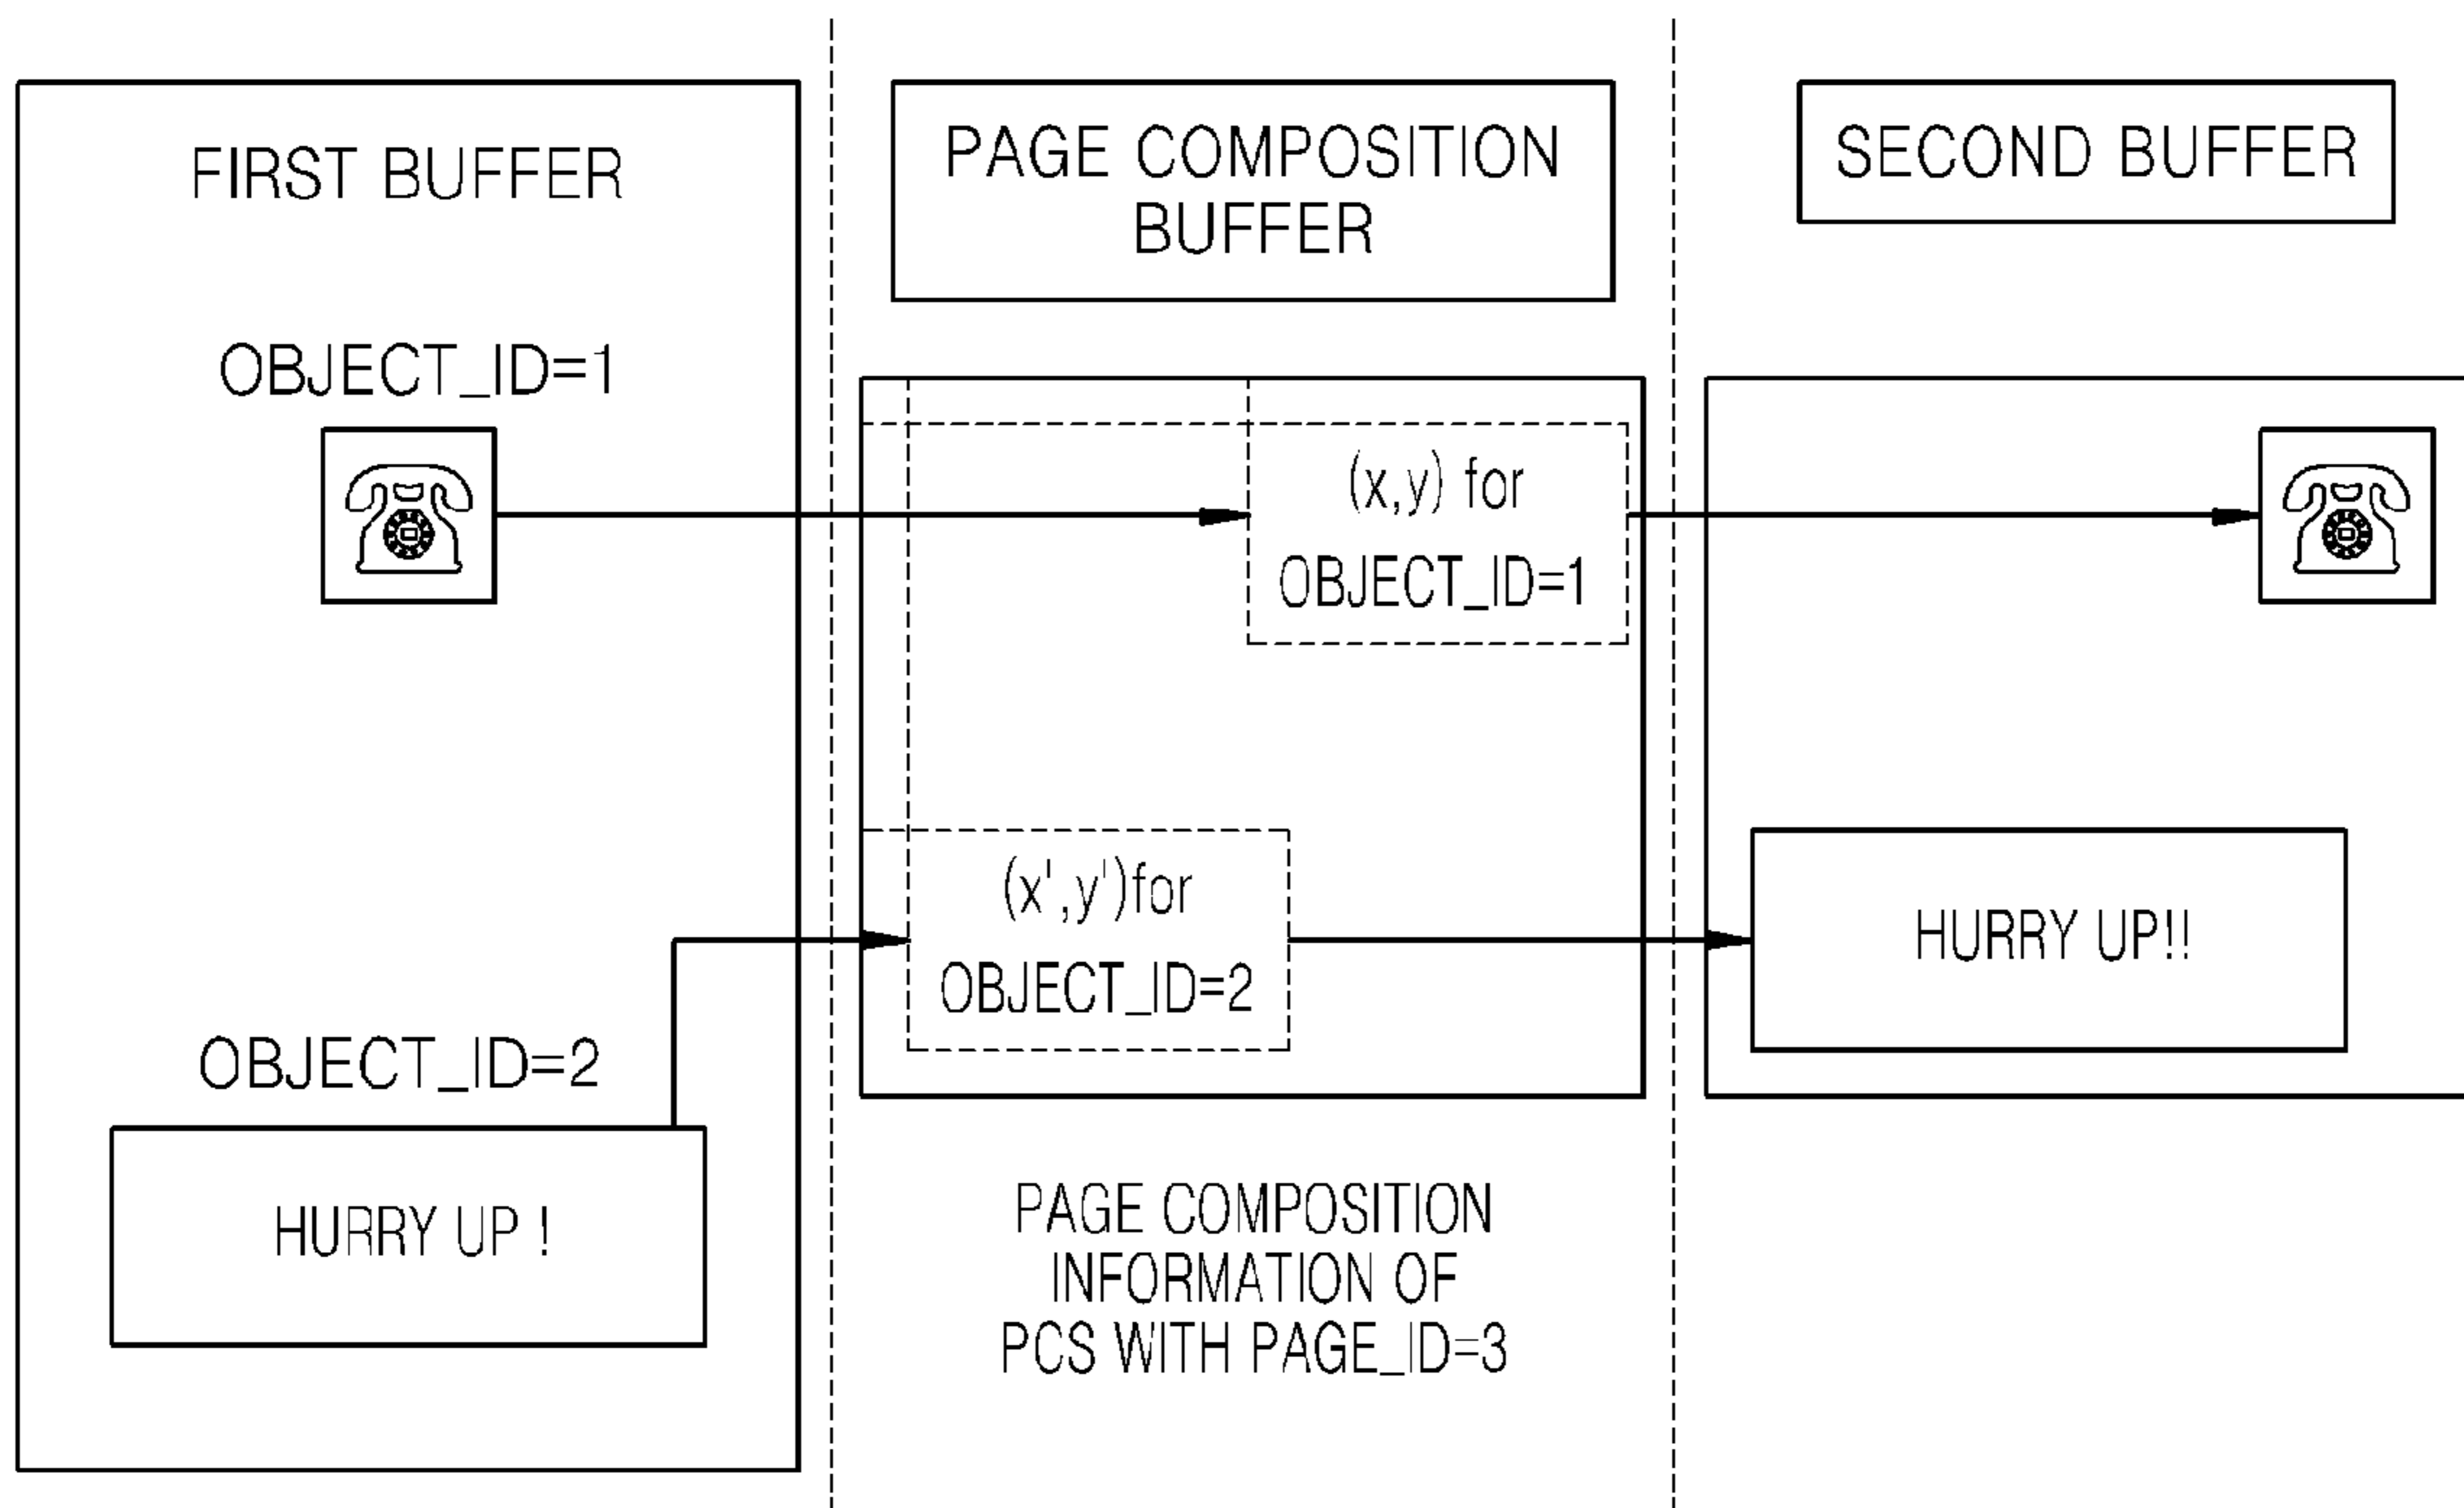 FIRST BUFFER
OBJECT_ID=1
OBJECT_ID=2
HURRY UP !
PAGE COMPOSITION
BUFFER
(x,y) for
OBJECT_ID=1
(x',y')for
OBJECT_ID=2
PAGE COMPOSITION
INFORMATION OF
PCS WITH PAGE_ID=3
SECOND BUFFER
HURRY UP!!